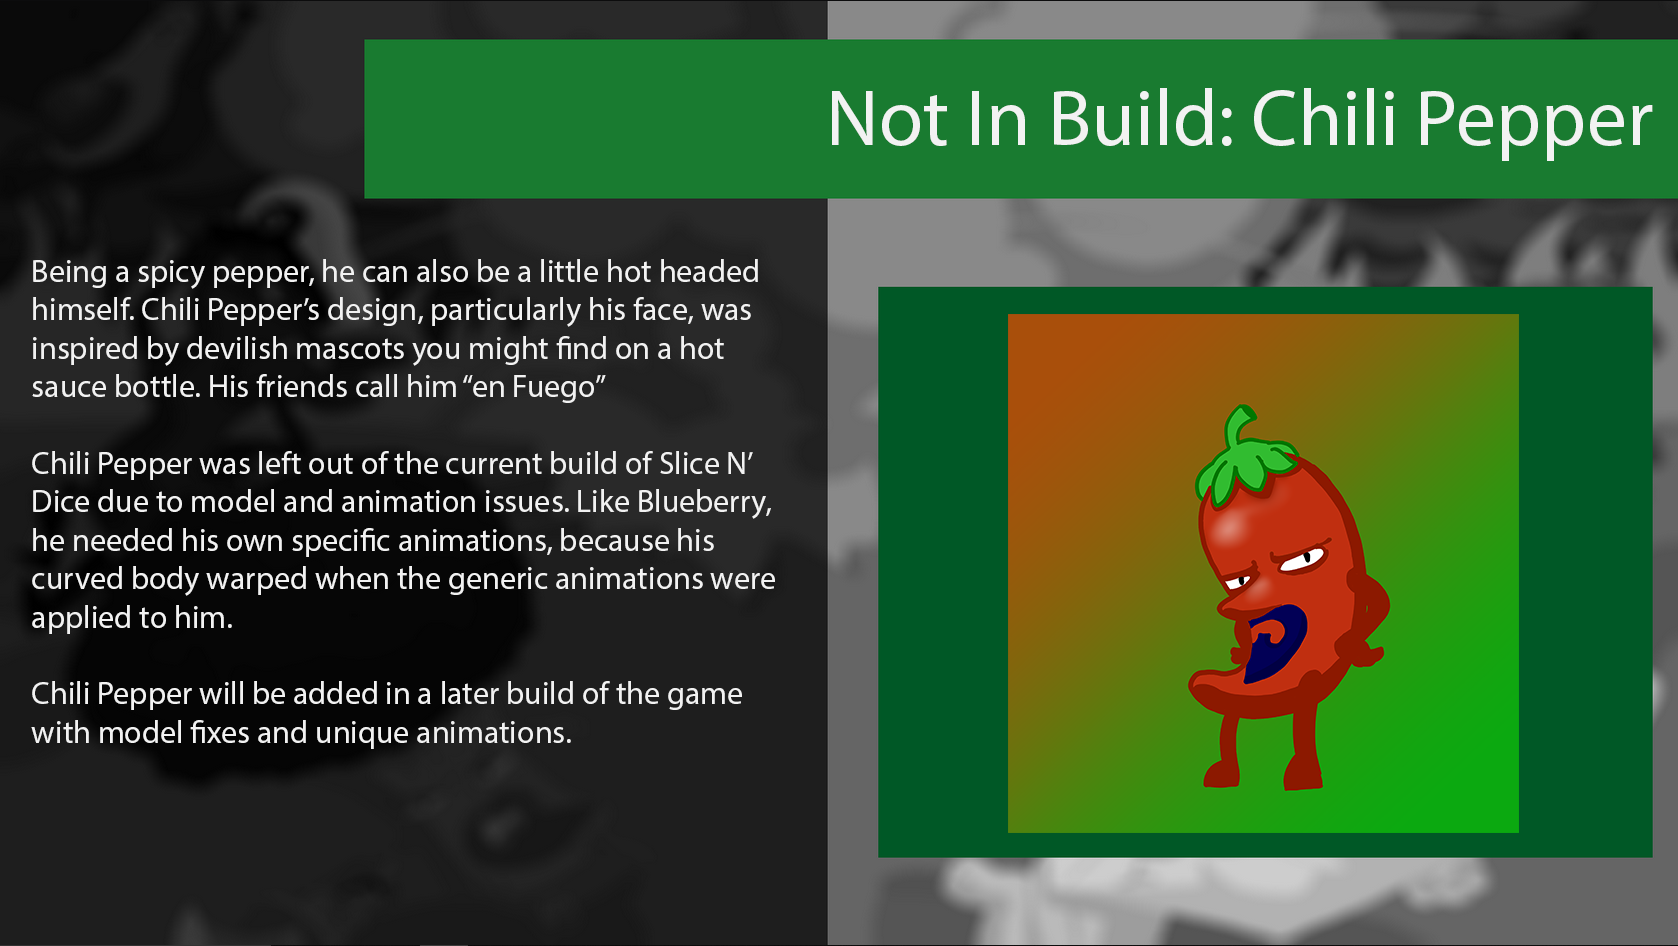 Not In Build: Chili Pepper
Being a spicy pepper, he can also be a little hot headed
himself. Chili Pepper’s design, particularly his face, was
inspired by devilish mascots you might find on a hot
sauce bottle. His friends call him “en Fuego”
Chili Pepper was left out of the current build of Slice N’
Dice due to model and animation issues. Like Blueberry,
he needed his own specific animations, because his
curved body warped when the generic animations were
applied to him.
Chili Pepper will be added in a later build of the game
with model fixes and unique animations.